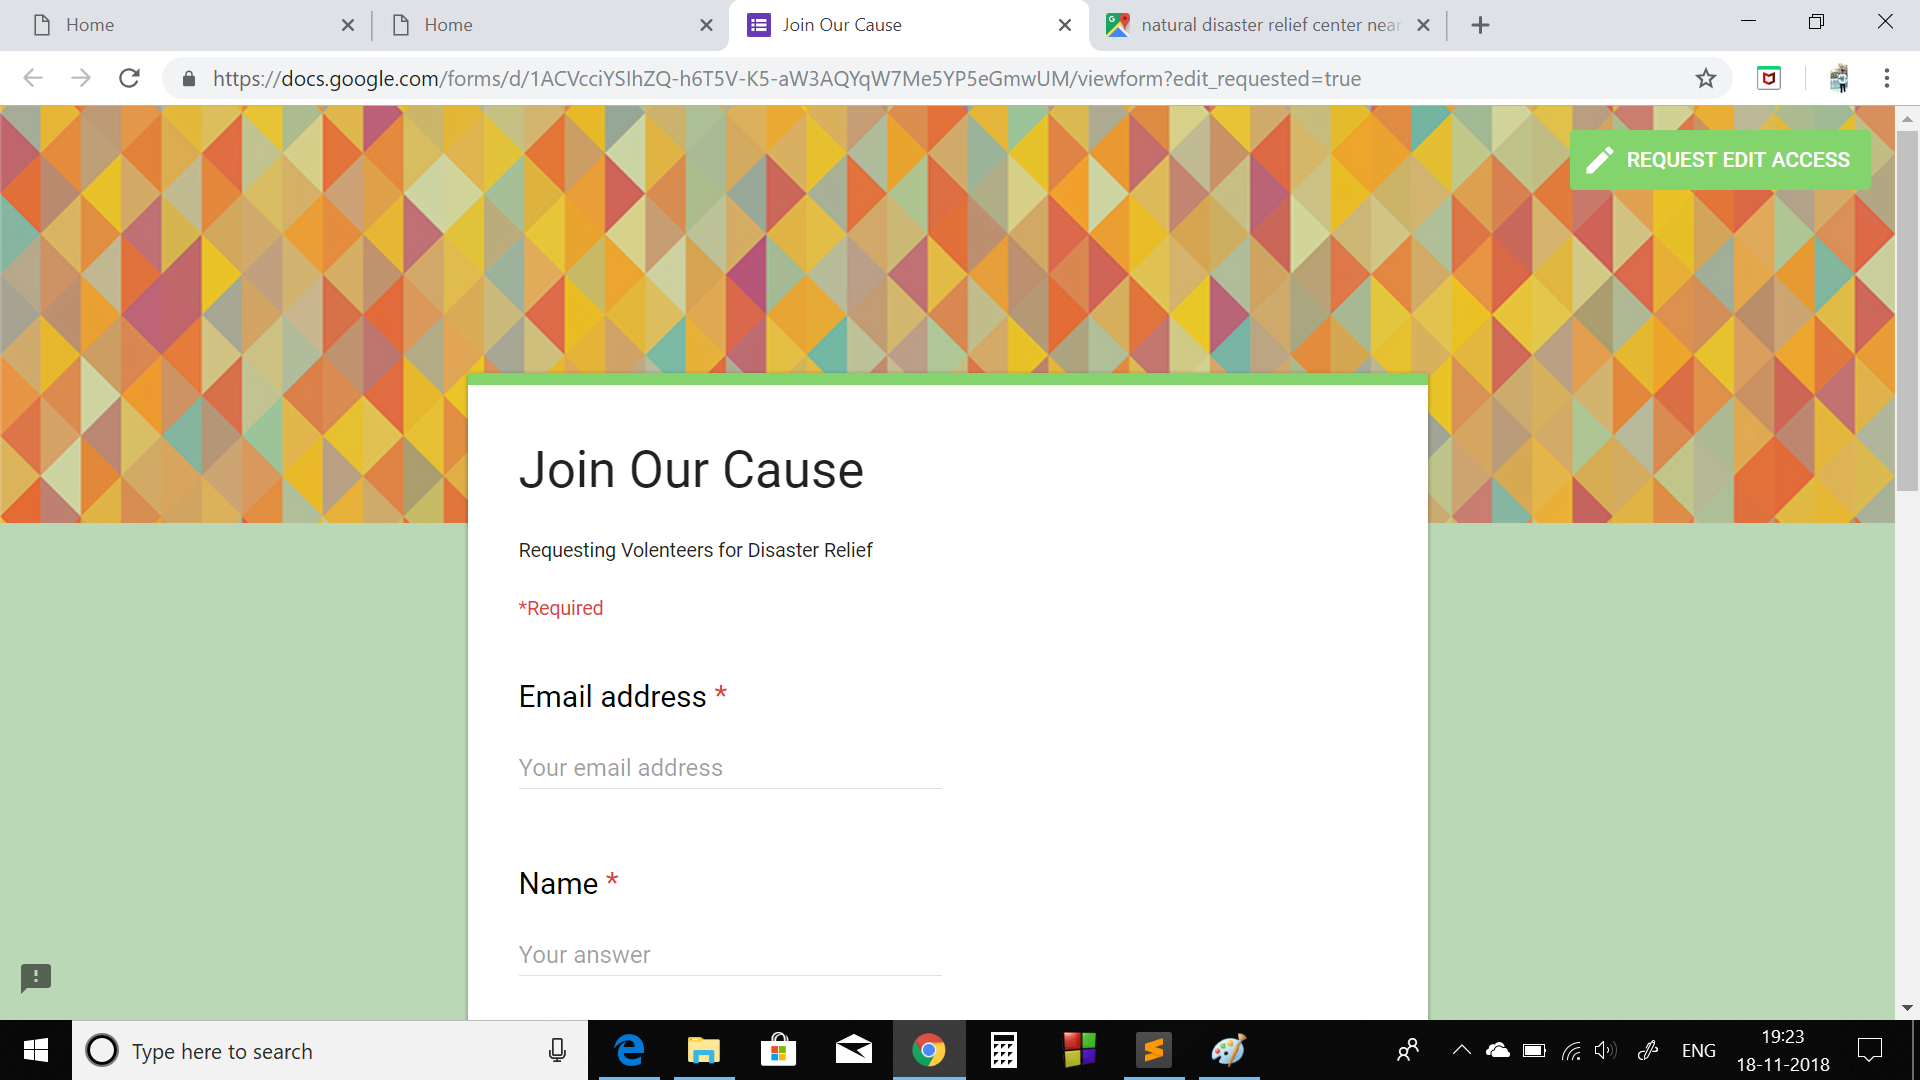 Home
Home
Join Our Cause
natural disaster relief center near
https://docs.google.com/forms/d/1ACVcciYSIhZQ-h6T5V-K5-aW3AQYqW7Me5YP5eGmwUM/viewform?edit_requested=true
REQUEST EDIT ACCESS
Join Our Cause
Requesting Volenteers for Disaster Relief
*Required
Email address *
Your email address
Name *
Your answer
Type here to search
ENG
19:23
18-11-2018